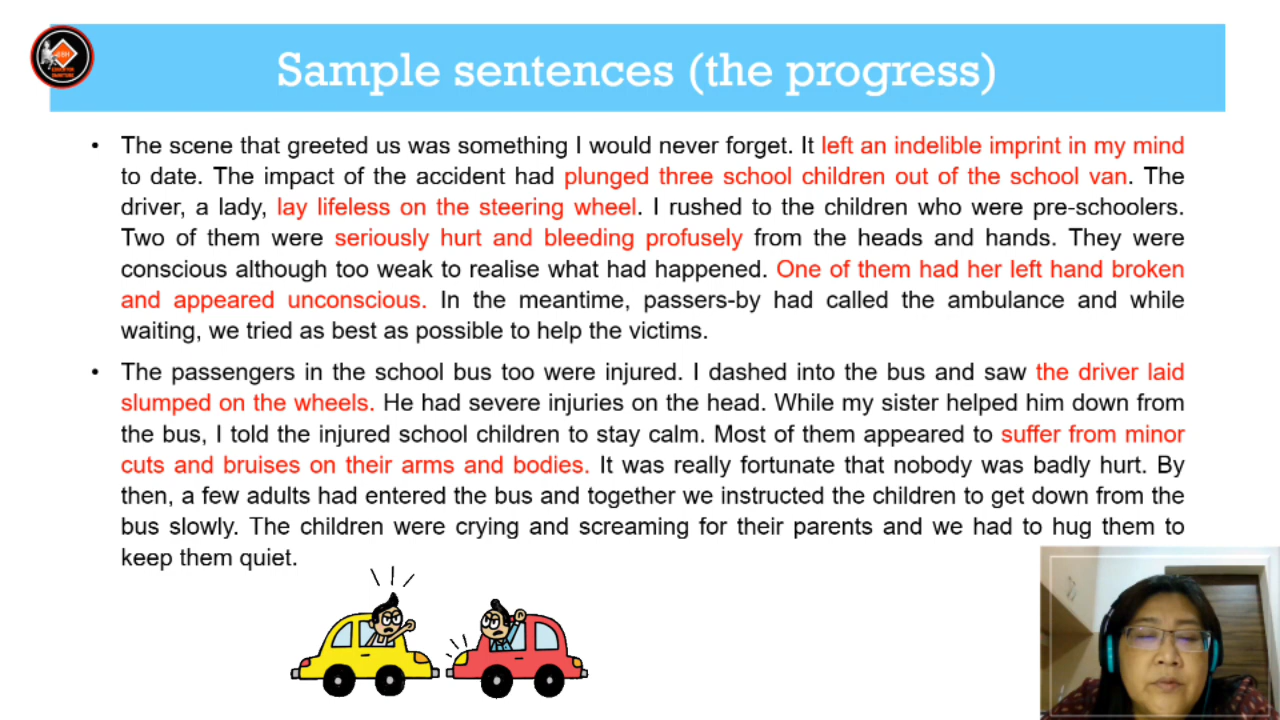 Sample sentences (the progress)
• The scene that greeted us was something I would never forget. It left an indelible imprint in my mind
to date. The impact of the accident had plunged three school children out of the school van. The
driver, a lady, lay lifeless on the steering wheel. I rushed to the children who were pre-schoolers.
Two of them were seriously hurt and bleeding profusely from the heads and hands. They were
conscious although too weak to realise what had happened. One of them had her left hand broken
and appeared unconscious. In the meantime, passers-by had called the ambulance and while
waiting, we tried as best as possible to help the victims.
• The passengers in the school bus too were injured. I dashed into the bus and saw the driver laid
slumped on the wheels. He had severe injuries on the head. While my sister helped him down from
the bus, I told the injured school children to stay calm. Most of them appeared to suffer from minor
cuts and bruises on their arms and bodies. It was really fortunate that nobody was badly hurt. By
then, a few adults had entered the bus and together we instructed the children to get down from the
bus slowly. The children were crying and screaming for their parents and we had to hug them to
keep them quiet.